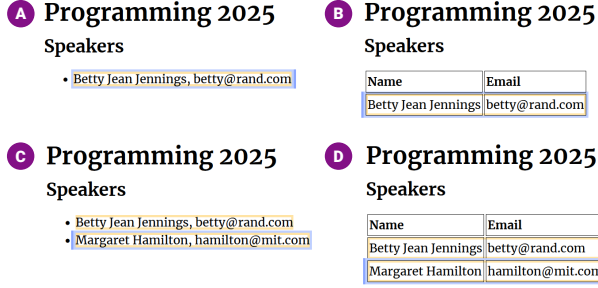 A Programming 2025
Speakers
• Betty Jean Jennings, betty@rand.com
B Programming 2025
Speakers
Name Email
Betty Jean Jennings betty@rand.com
C Programming 2025
Speakers
• Betty Jean Jennings, betty@rand.com
• Margaret Hamilton, hamilton@mit.com
D Programming 2025
Speakers
Name Email
Betty Jean Jennings betty@rand.com
Margaret Hamilton hamilton@mit.com